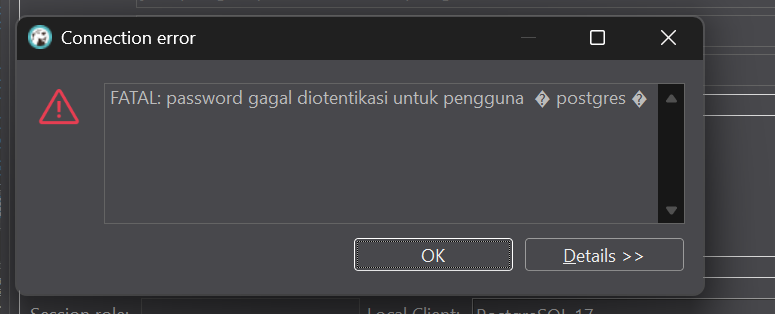 Connection error
FATAL: password gagal diotentikasi untuk pengguna � postgres �
OK
Details >>
Session role:
Local Client:
PostgreSQL 17